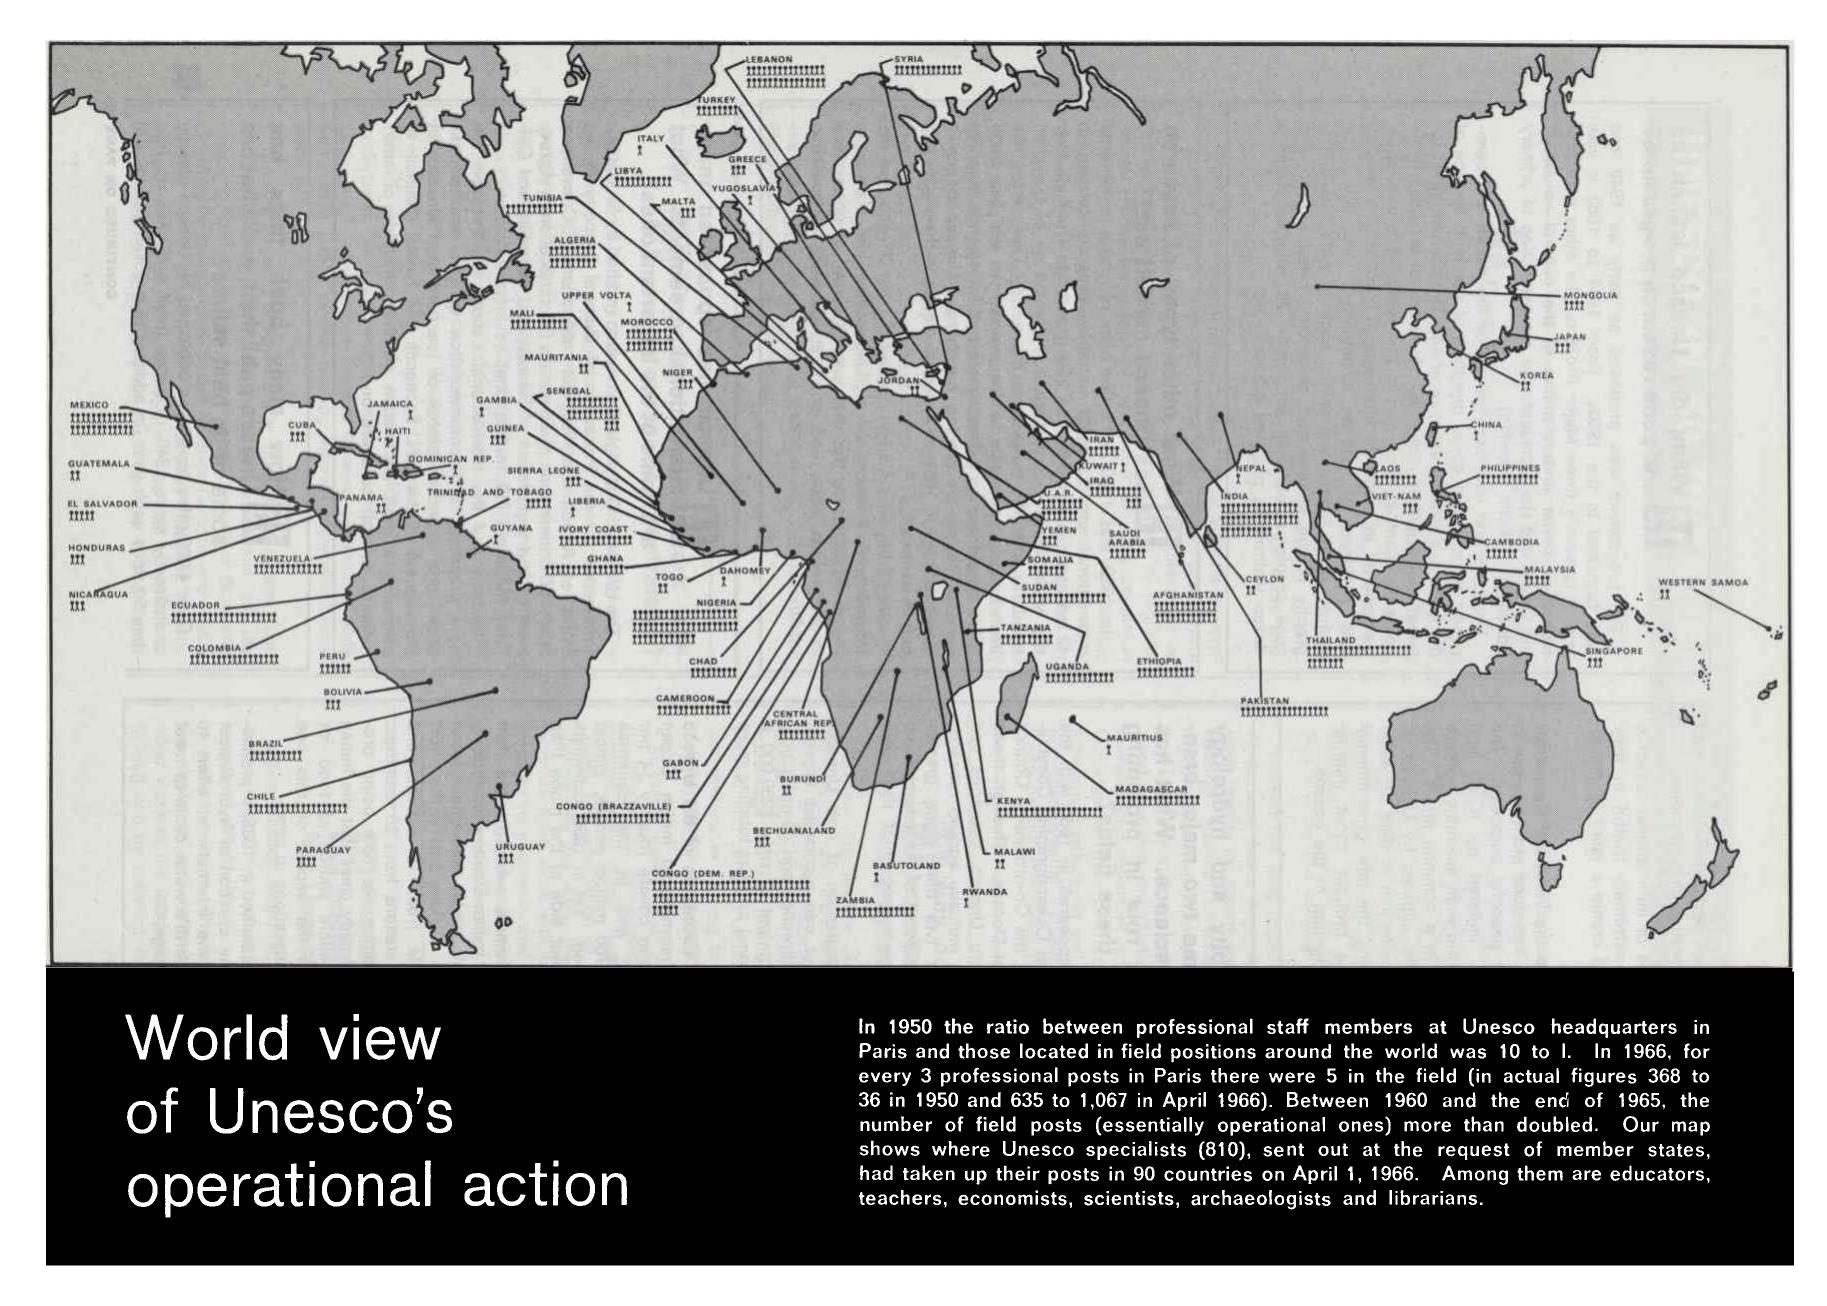 LEBANON
SYRIA
TURKEY
ITALY
GREECE
LIBYA
YUGOSLAVIA
TUNISIA
MALTA
ALGERIA
UPPER VOLTA
MALI
MOROCCO
MAURITANIA
NIGER
JORDAN
SENEGAL
GAMBIA
GUINEA
SIERRA LEONE
LIBERIA
IVORY COAST
GHANA
TOGO
DAHOMEY
NIGERIA
CHAD
CAMEROON
CENTRAL
AFRICAN REP.
GABON
BURUNDI
CONGO (BRAZZAVILLE)
BECHUANALAND
CONGO (DEM. REP.)
BASUTOLAND
ZAMBIA
RWANDA
MALAWI
KENYA
MADAGASCAR
MAURITIUS
MEXICO
JAMAICA
CUBA
HAITI
DOMINICAN REP.
GUATEMALA
EL SALVADOR
PANAMA
TRINIDAD AND TOBAGO
GUYANA
HONDURAS
VENEZUELA
NICARAGUA
ECUADOR
COLOMBIA
PERU
BOLIVIA
BRAZIL
CHILE
PARAGUAY
URUGUAY
MONGOLIA
JAPAN
KOREA
CHINA
IRAN
KUWAIT
IRAQ
U.A.R.
YEMEN
SAUDI
ARABIA
SOMALIA
SUDAN
TANZANIA
UGANDA
ETHIOPIA
AFGHANISTAN
PAKISTAN
NEPAL
INDIA
CEYLON
LAOS
VIET-NAM
PHILIPPINES
CAMBODIA
MALAYSIA
THAILAND
SINGAPORE
WESTERN SAMOA
World view
of Unesco's
operational action
In 1950 the ratio between professional staff members at Unesco headquarters in
Paris and those located in field positions around the world was 10 to I. In 1966, for
every 3 professional posts in Paris there were 5 in the field (in actual figures 368 to
36 in 1950 and 635 to 1,067 in April 1966). Between 1960 and the end of 1965, the
number of field posts (essentially operational ones) more than doubled. Our map
shows where Unesco specialists (810), sent out at the request of member states,
had taken up their posts in 90 countries on April 1, 1966. Among them are educators,
teachers, economists, scientists, archaeologists and librarians.